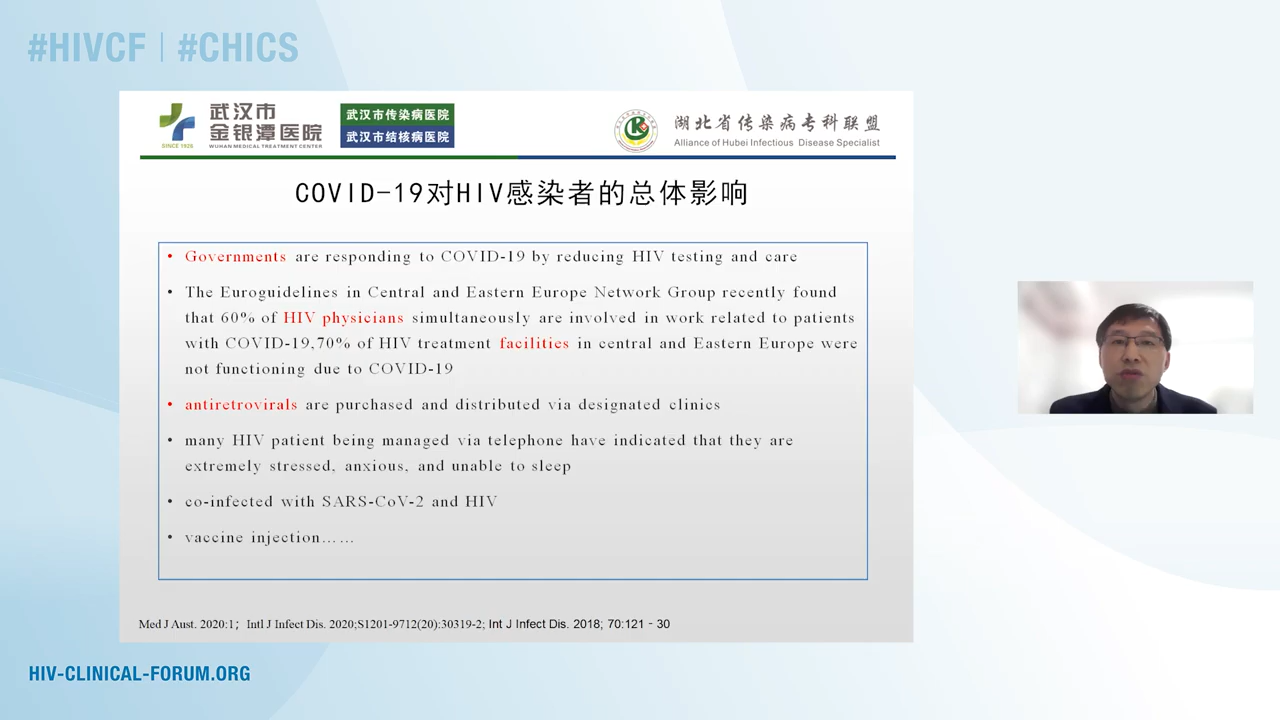 #HIVCF | #CHICS
SINCE 1926
武汉市
金银潭医院
WUHAN MEDICAL TREATMENT CENTER
武汉市传染病医院
武汉市结核病医院
湖北省传染病专科联盟
Alliance of Hubei Infectious Disease Specialist
COVID-19对HIV感染者的总体影响
• Governments are responding to COVID-19 by reducing HIV testing and care
• The Euroguidelines in Central and Eastern Europe Network Group recently found
that 60% of HIV physicians simultaneously are involved in work related to patients
with COVID-19,70% of HIV treatment facilities in central and Eastern Europe were
not functioning due to COVID-19
• antiretrovirals are purchased and distributed via designated clinics
• many HIV patient being managed via telephone have indicated that they are
extremely stressed, anxious, and unable to sleep
• co-infected with SARS-CoV-2 and HIV
• vaccine injection……
Med J Aust. 2020:1; Intl J Infect Dis. 2020;S1201-9712(20):30319-2; Int J Infect Dis. 2018; 70:121 - 30
HIV-CLINICAL-FORUM.ORG